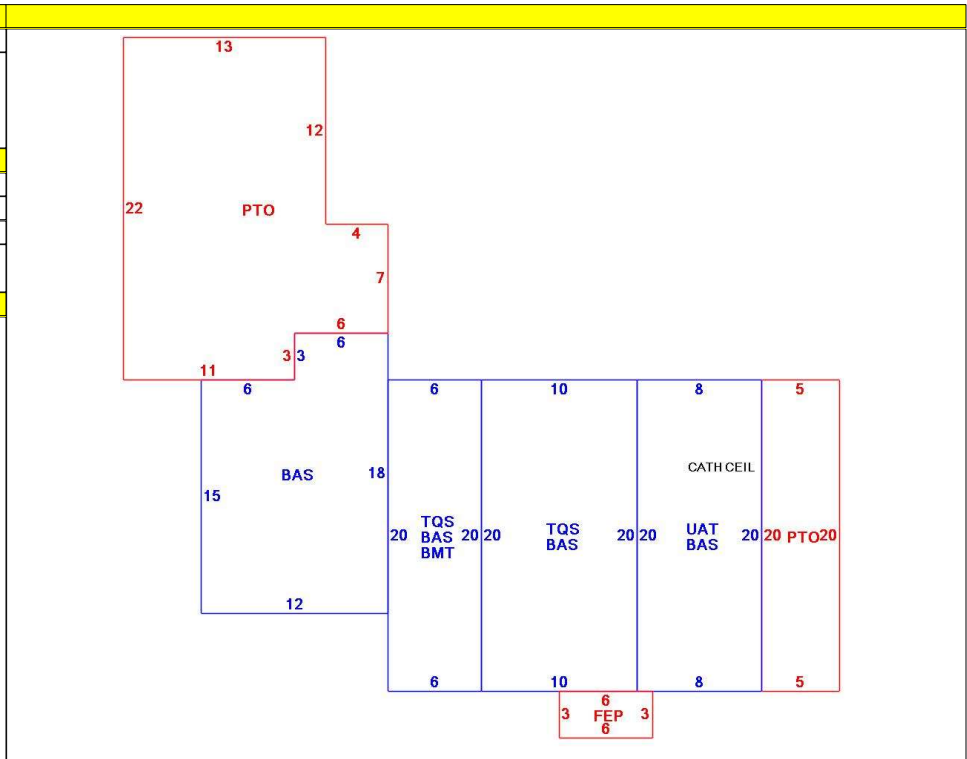 13
12
22
PTO
4
7
6
3 3 6
11
6 6 10 8 5
CATH CEIL
BAS 18
15
20 TQS 20 20 TQS 20 20 UAT 20 20 PTO 20
BAS BAS BAS
BMT
12
6 10 8 5
6
3 FEP 3
6